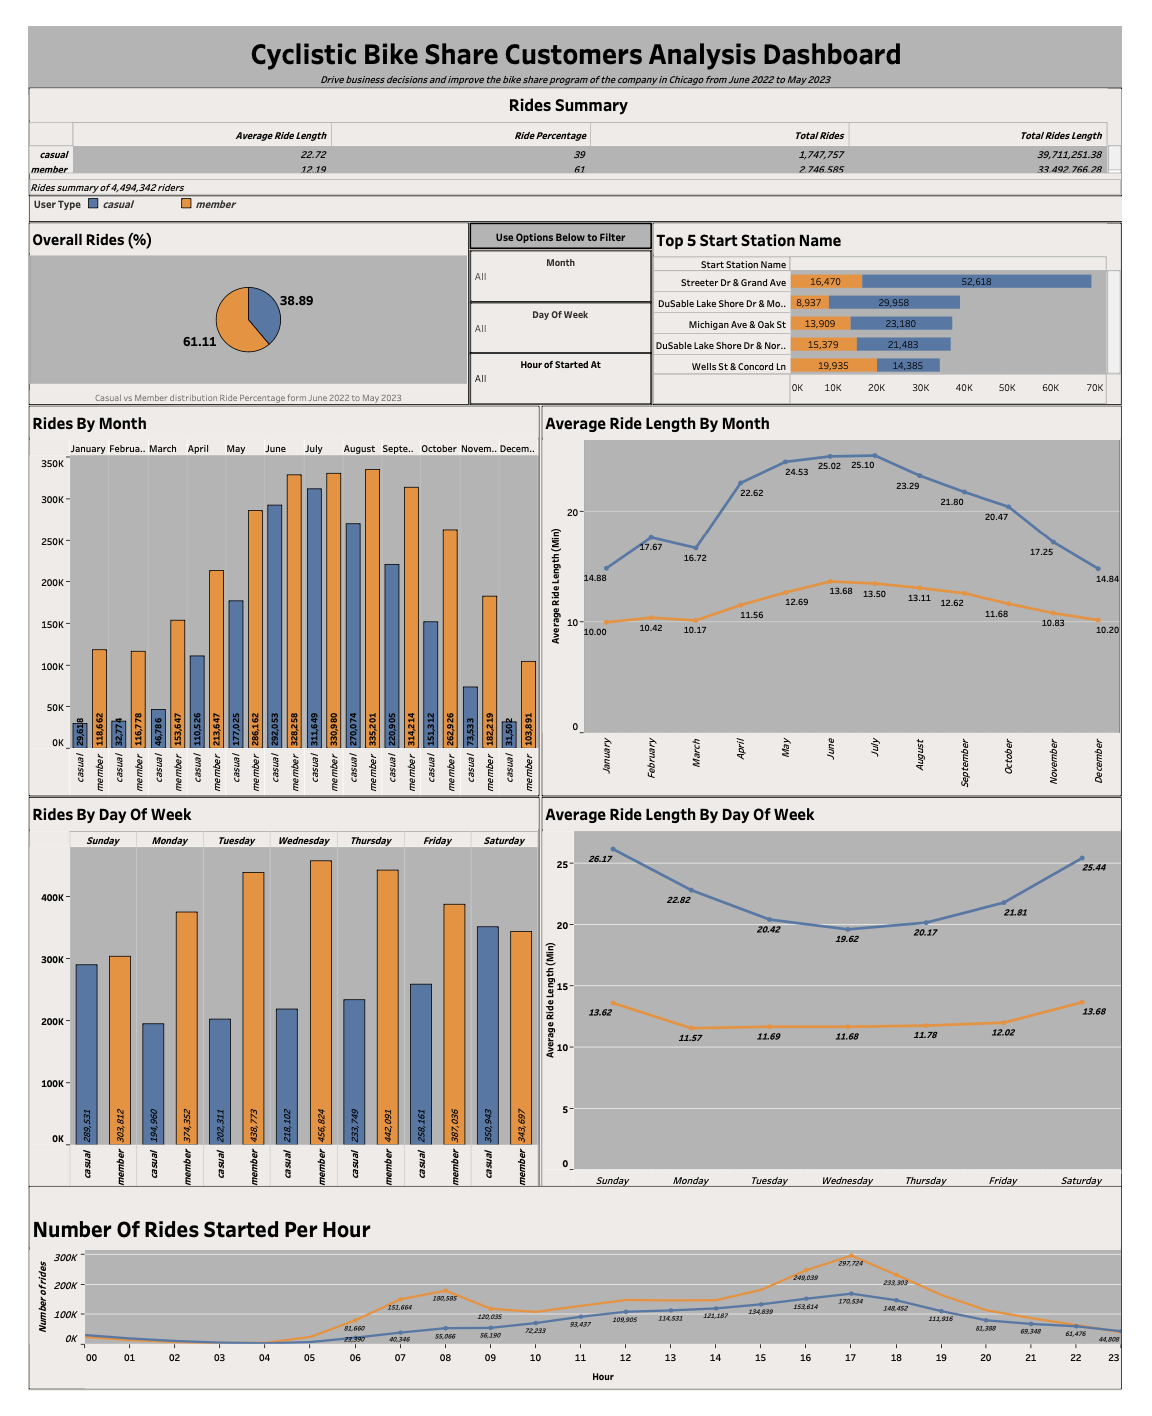 Cyclistic Bike Share Customers Analysis Dashboard
Drive business decisions and improve the bike share program of the company in Chicago from June 2022 to May 2023
Rides Summary
Average Ride Length Ride Percentage Total Rides Total Rides Length
casual 22.72 39 1,747,757 39,711,251.38
member 12.19 61 2,746,585 33,492,766.28
Rides summary of 4,494,342 riders
User Type casual member
Overall Rides (%)
38.89
61.11
Casual vs Member distribution Ride Percentage form June 2022 to May 2023
Use Options Below to Filter
Month
All
Day Of Week
All
Hour of Started At
All
Top 5 Start Station Name
Start Station Name
Streeter Dr & Grand Ave 16,470 52,618
DuSable Lake Shore Dr & Mo.. 8,937 29,958
Michigan Ave & Oak St 13,909 23,180
DuSable Lake Shore Dr & Nor.. 15,379 21,483
Wells St & Concord Ln 19,935 14,385
0K 10K 20K 30K 40K 50K 60K 70K
Rides By Month
January Februa.. March April May June July August Septe.. October Novem.. Decem..
350K
300K
250K
200K
150K
100K
50K
0K
29,618 118,662 32,774 116,778 46,786 153,647 110,526 213,647 177,025 286,162 292,053 328,258 311,649 330,980 270,074 335,201 220,905 314,214 151,312 262,926 73,533 182,219 31,502 103,891
casual member casual member casual member casual member casual member casual member casual member casual member casual member casual member casual member casual member
Average Ride Length By Month
Average Ride Length (Min)
20
10
0
14.88 17.67 16.72 22.62 24.53 25.02 25.10 23.29 21.80 20.47 17.25 14.84
10.00 10.42 10.17 11.56 12.69 13.68 13.50 13.11 12.62 11.68 10.83 10.20
January February March April May June July August September October November December
Rides By Day Of Week
Sunday Monday Tuesday Wednesday Thursday Friday Saturday
400K
300K
200K
100K
0K
289,531 303,812 194,960 374,352 202,311 438,773 218,102 456,824 233,749 442,091 258,161 387,036 350,943 343,697
casual member casual member casual member casual member casual member casual member casual member
Average Ride Length By Day Of Week
Average Ride Length (Min)
25
20
15
10
5
0
26.17 22.82 20.42 19.62 20.17 21.81 25.44
13.62 11.57 11.69 11.68 11.78 12.02 13.68
Sunday Monday Tuesday Wednesday Thursday Friday Saturday
Number Of Rides Started Per Hour
Number of rides
300K
200K
100K
0K
81,660 151,664 180,585 120,035 249,039 297,724 233,303
23,390 40,346 55,066 56,190 72,233 93,437 109,905 114,531 121,187 134,839 153,614 170,534 148,452 111,916 81,388 69,348 61,476 44,808
00 01 02 03 04 05 06 07 08 09 10 11 12 13 14 15 16 17 18 19 20 21 22 23
Hour